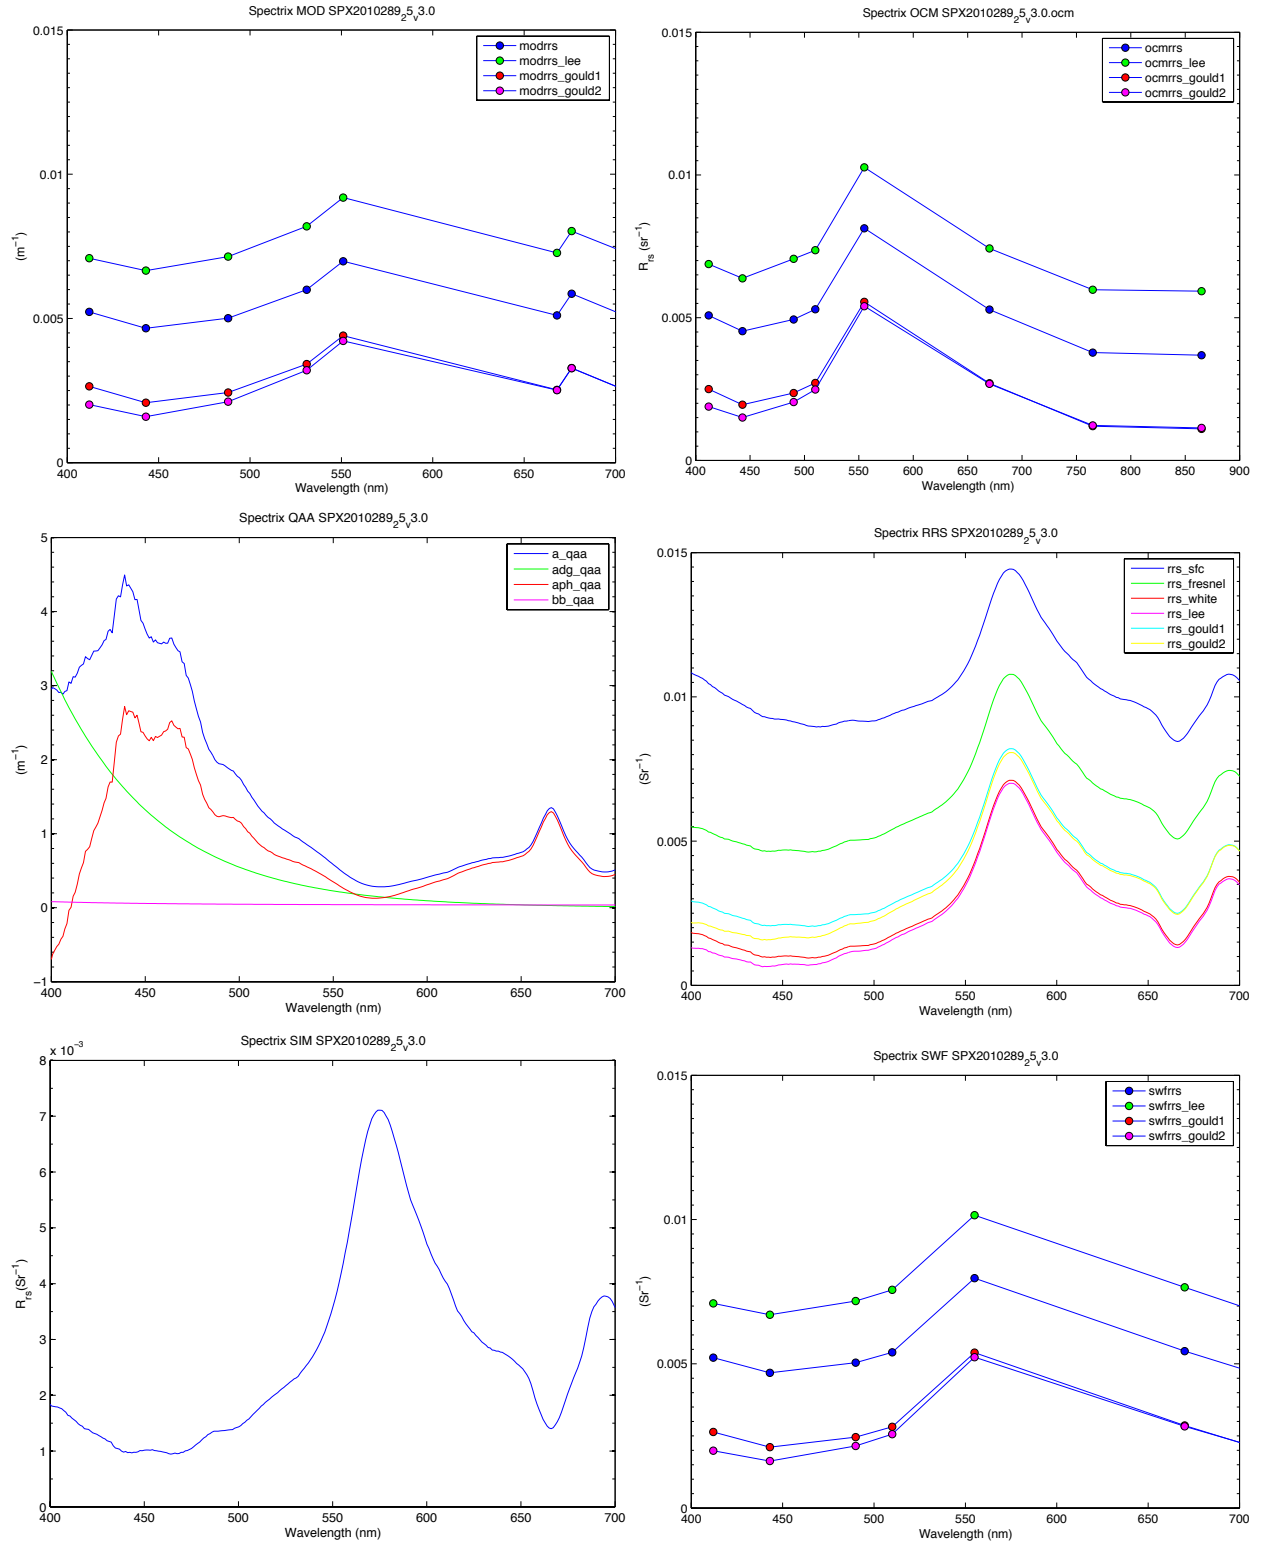 Spectrix MOD SPX2010289₂5ᵥ3.0
0.015
0.01
0.005
0
(m⁻¹)
modrrs
modrrs_lee
modrrs_gould1
modrrs_gould2
400 450 500 550 600 650 700
Wavelength (nm)
Spectrix OCM SPX2010289₂5ᵥ3.0.ocm
0.015
0.01
0.005
0
Rrs (sr⁻¹)
ocmrrs
ocmrrs_lee
ocmrrs_gould1
ocmrrs_gould2
400 450 500 550 600 650 700 750 800 850 900
Wavelength (nm)
Spectrix QAA SPX2010289₂5ᵥ3.0
5
4
3
2
1
0
−1
(m⁻¹)
a_qaa
adg_qaa
aph_qaa
bb_qaa
400 450 500 550 600 650 700
Wavelength (nm)
Spectrix RRS SPX2010289₂5ᵥ3.0
0.015
0.01
0.005
0
(Sr⁻¹)
rrs_sfc
rrs_fresnel
rrs_white
rrs_lee
rrs_gould1
rrs_gould2
400 450 500 550 600 650 700
Wavelength (nm)
Spectrix SIM SPX2010289₂5ᵥ3.0
x 10⁻³
8
7
6
5
4
3
2
1
0
Rrs(Sr⁻¹)
400 450 500 550 600 650 700
Wavelength (nm)
Spectrix SWF SPX2010289₂5ᵥ3.0
0.015
0.01
0.005
0
(Sr⁻¹)
swfrrs
swfrrs_lee
swfrrs_gould1
swfrrs_gould2
400 450 500 550 600 650 700
Wavelength (nm)